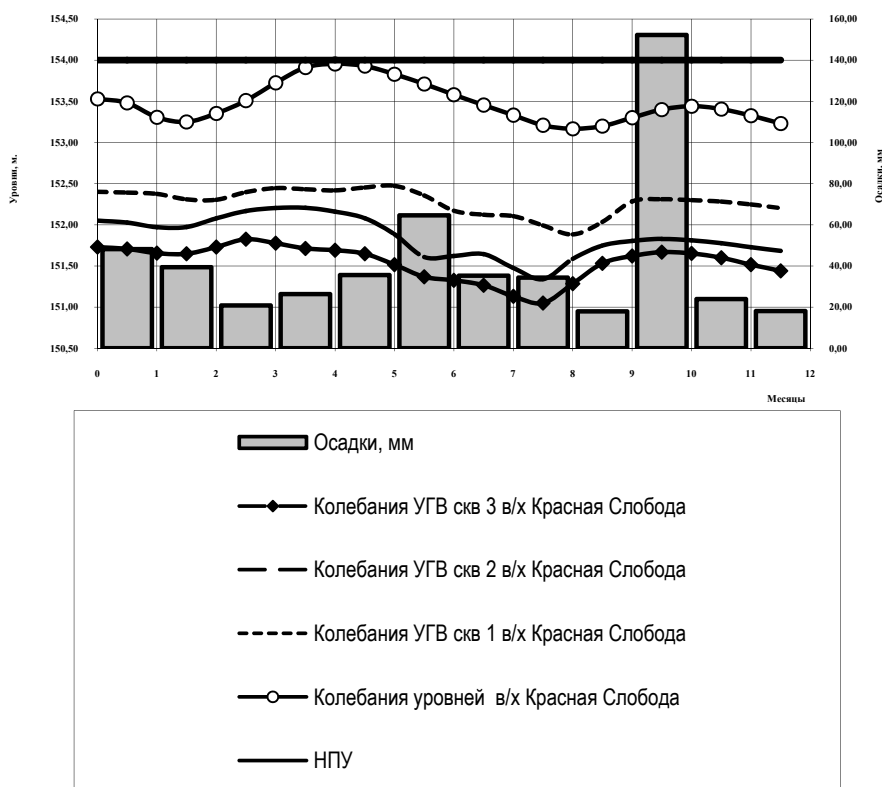 Уровни, м.
154,50
154,00
153,50
153,00
152,50
152,00
151,50
151,00
150,50
160,00
140,00
120,00
100,00
80,00
60,00
40,00
20,00
0,00
Осадки, мм
0 1 2 3 4 5 6 7 8 9 10 11 12
Месяцы
Осадки, мм
Колебания УГВ скв 3 в/х Красная Слобода
Колебания УГВ скв 2 в/х Красная Слобода
Колебания УГВ скв 1 в/х Красная Слобода
Колебания уровней в/х Красная Слобода
НПУ